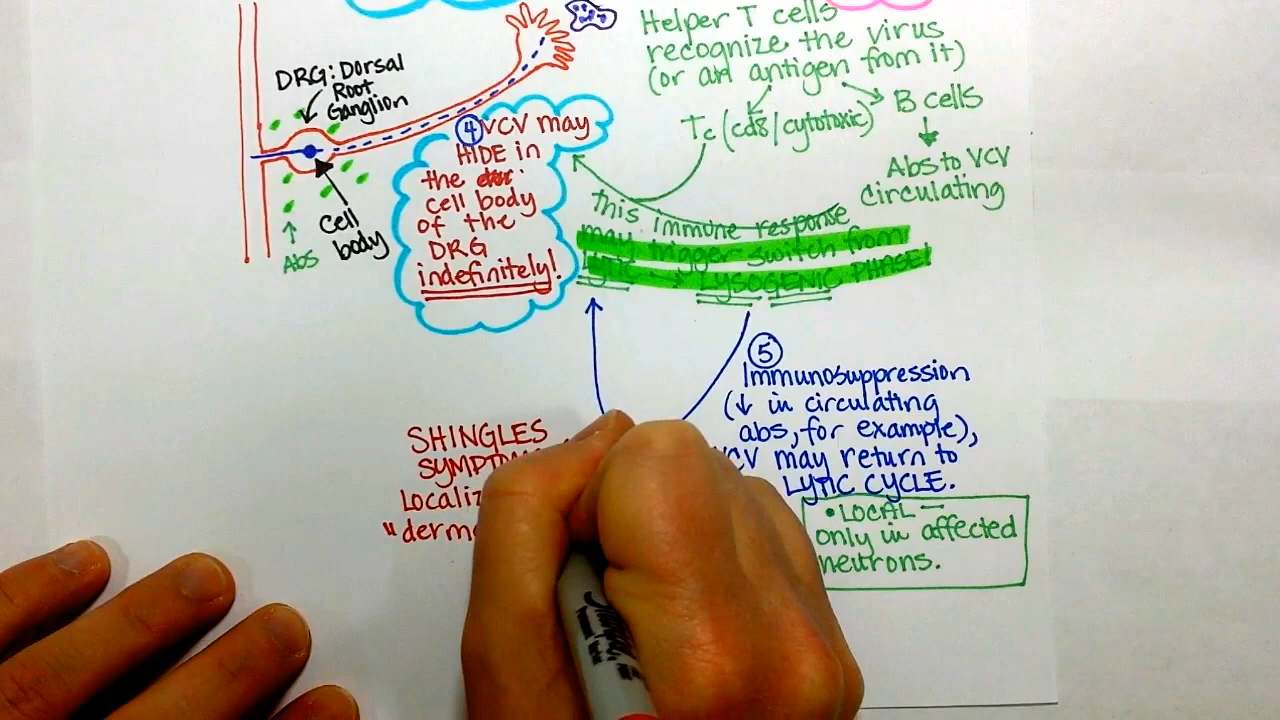 Helper T cells
recognize the virus
(or an antigen from it)
Tc (cd8/cytotoxic)
B cells
Abs to VCV
circulating
this immune response
may trigger switch from
Lytic → LYSOGENIC PHASE!
DRG: Dorsal
Root
Ganglion
Cell
body
Abs
④ VCV may
HIDE in
the
cell body
of the
DRG
indefinitely!
⑤
Immunosuppression
(↓ in circulating
abs, for example),
VCV may return to
LYTIC CYCLE.
• LOCAL —
only in affected
neurons.
SHINGLES
Sharpie